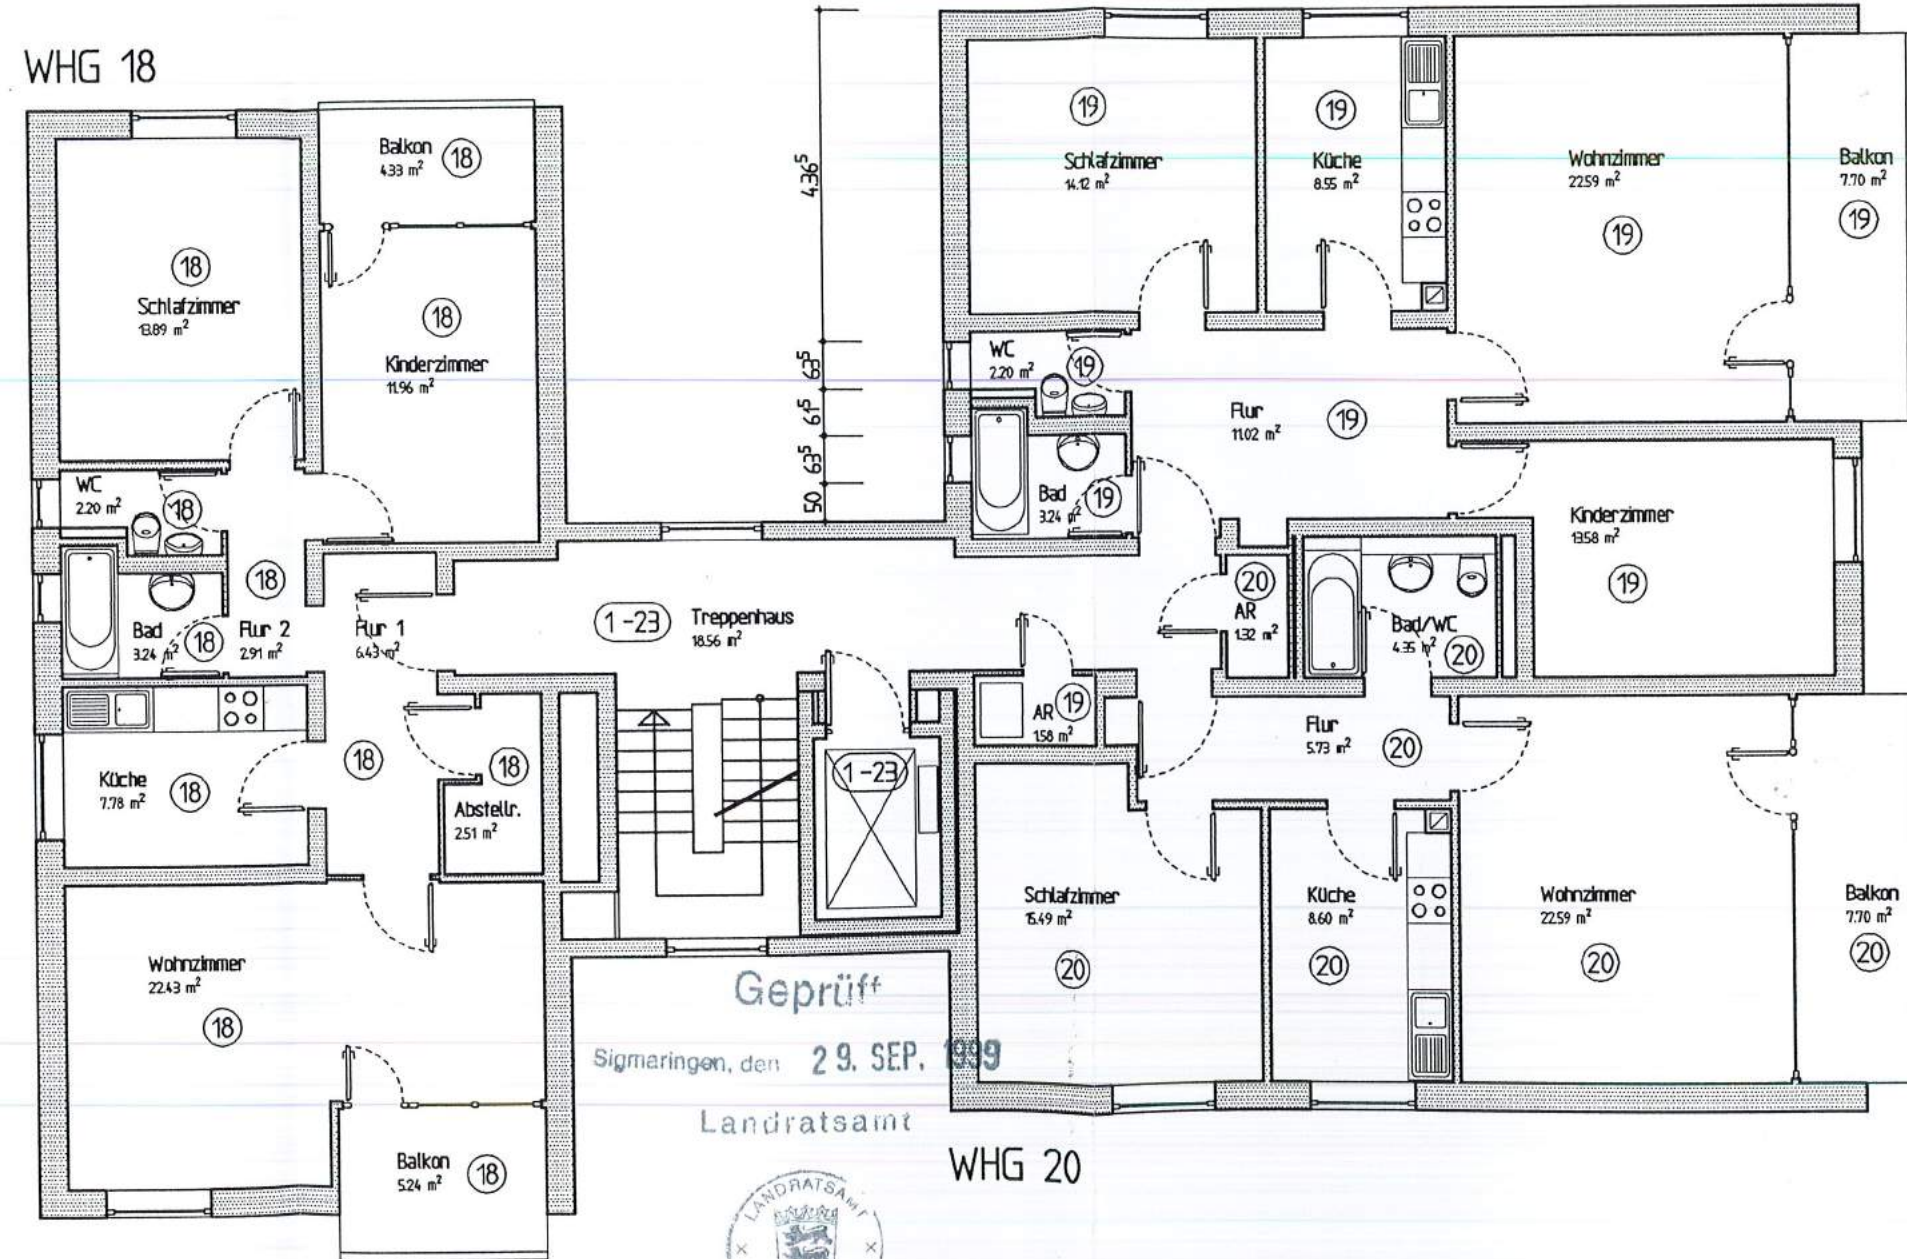 WHG 18
18
Schlafzimmer
13.89 m²
Balkon
4.33 m²
18
18
Kinderzimmer
11.96 m²
WC
2.20 m²
18
Bad
3.24 m²
18
18
Flur 2
2.91 m²
Flur 1
6.43 m²
18
Küche
7.78 m²
18
18
Abstellr.
2.51 m²
Wohnzimmer
22.43 m²
18
Balkon
5.24 m²
18
1-23
Treppenhaus
18.56 m²
1-23
4.36⁵
63⁵
61⁵
63⁵
50
19
Schlafzimmer
14.12 m²
19
Küche
8.55 m²
Wohnzimmer
22.59 m²
19
Balkon
7.70 m²
19
WC
2.20 m²
19
Bad
3.24 m²
19
Flur
11.02 m²
19
Kinderzimmer
13.58 m²
19
AR
1.58 m²
19
20
AR
1.32 m²
Bad/WC
4.35 m²
20
Flur
5.73 m²
20
Schlafzimmer
15.49 m²
20
Küche
8.60 m²
20
Wohnzimmer
22.59 m²
20
Balkon
7.70 m²
20
Geprüft
Sigmaringen, den 29. SEP. 1999
Landratsamt
WHG 20
LANDRATSAMT